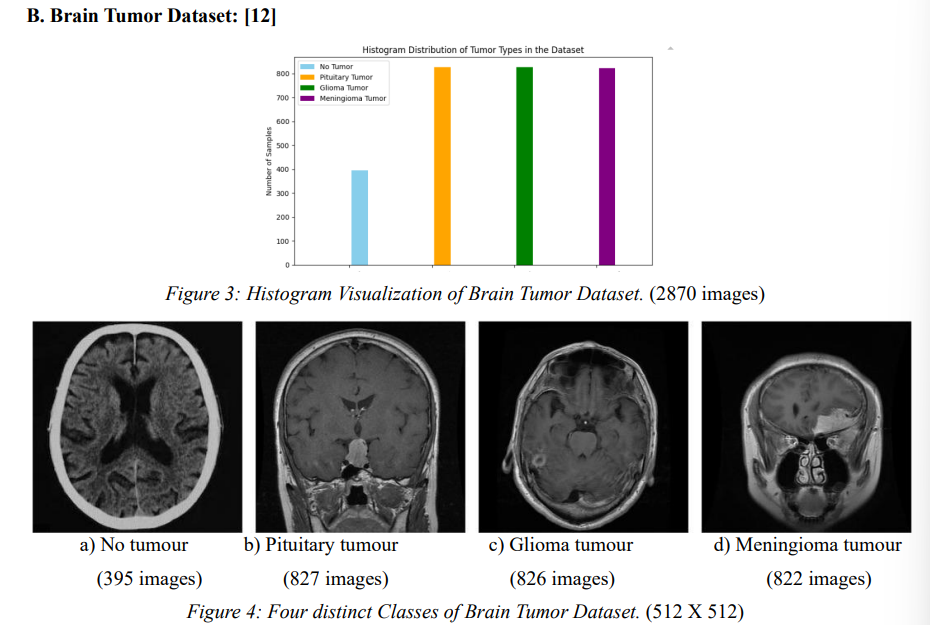 B. Brain Tumor Dataset: [12]
Histogram Distribution of Tumor Types in the Dataset
No Tumor
Pituitary Tumor
Glioma Tumor
Meningioma Tumor
Number of Samples
800
700
600
500
400
300
200
100
0
Figure 3: Histogram Visualization of Brain Tumor Dataset. (2870 images)
a) No tumour b) Pituitary tumour c) Glioma tumour d) Meningioma tumour
(395 images) (827 images) (826 images) (822 images)
Figure 4: Four distinct Classes of Brain Tumor Dataset. (512 X 512)